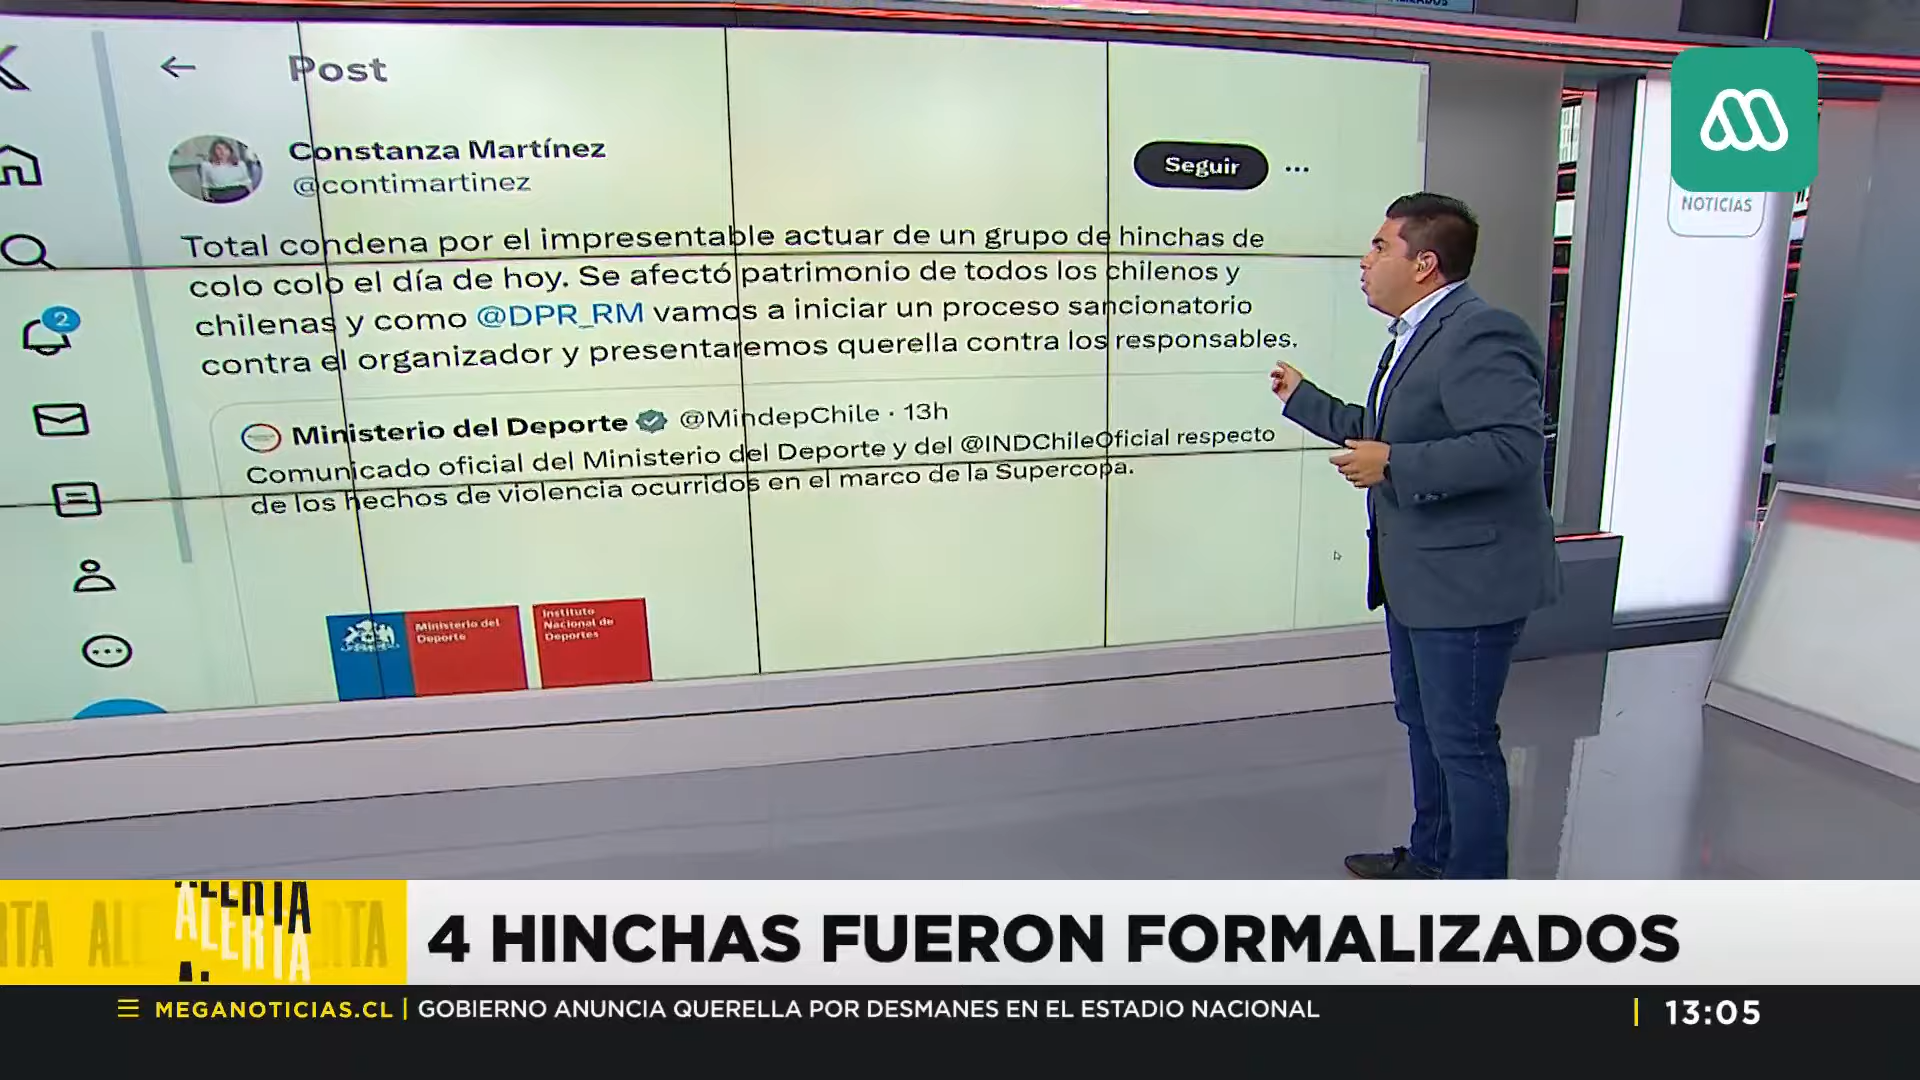 Post
Constanza Martínez
@contimartinez
Seguir
Total condena por el impresentable actuar de un grupo de hinchas de
colo colo el día de hoy. Se afectó patrimonio de todos los chilenos y
chilenas y como @DPR_RM vamos a iniciar un proceso sancionatorio
contra el organizador y presentaremos querella contra los responsables.
2
Ministerio del Deporte @MindepChile · 13h
Comunicado oficial del Ministerio del Deporte y del @INDChileOficial respecto
de los hechos de violencia ocurridos en el marco de la Supercopa.
Ministerio del
Deporte
Instituto
Nacional de
Deportes
NOTICIAS
ALERTA
4 HINCHAS FUERON FORMALIZADOS
MEGANOTICIAS.CL | GOBIERNO ANUNCIA QUERELLA POR DESMANES EN EL ESTADIO NACIONAL
13:05